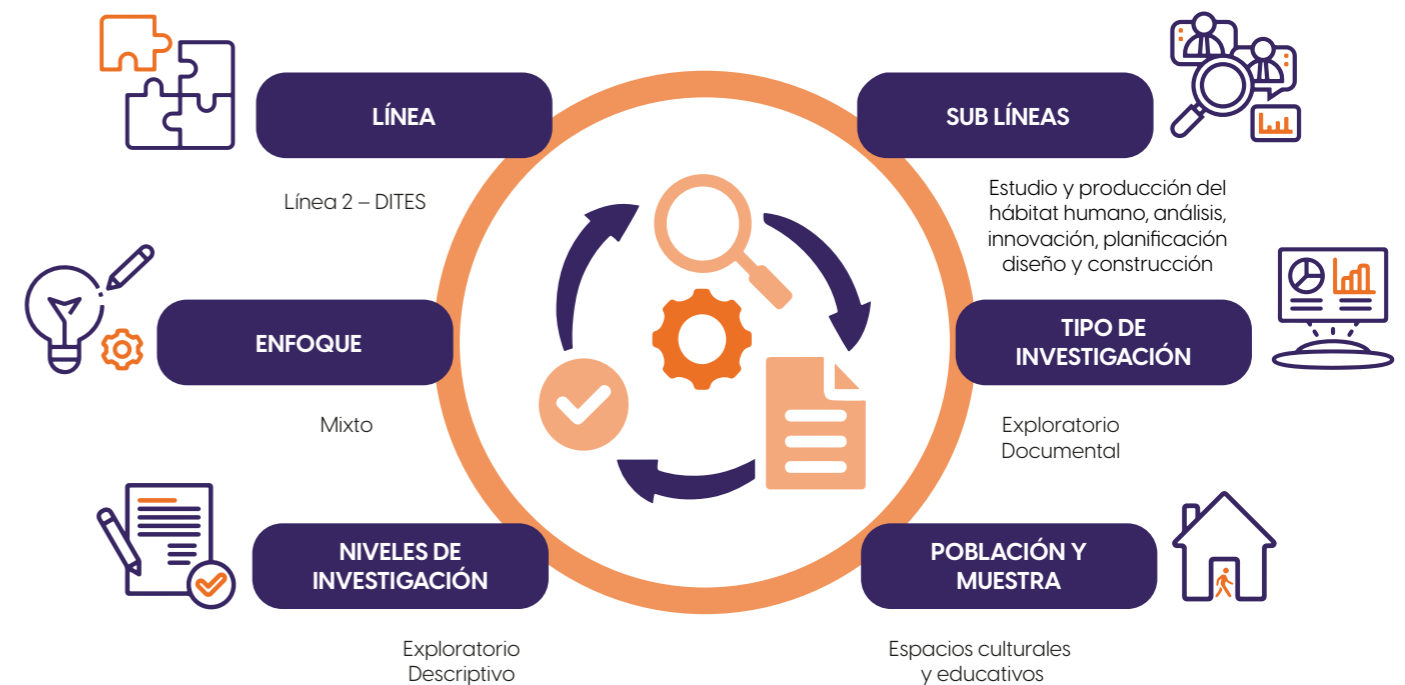 LÍNEA
Línea 2 – DITES
SUB LÍNEAS
Estudio y producción del
hábitat humano, análisis,
innovación, planificación
diseño y construcción
ENFOQUE
Mixto
TIPO DE
INVESTIGACIÓN
Exploratorio
Documental
NIVELES DE
INVESTIGACIÓN
Exploratorio
Descriptivo
POBLACIÓN Y
MUESTRA
Espacios culturales
y educativos